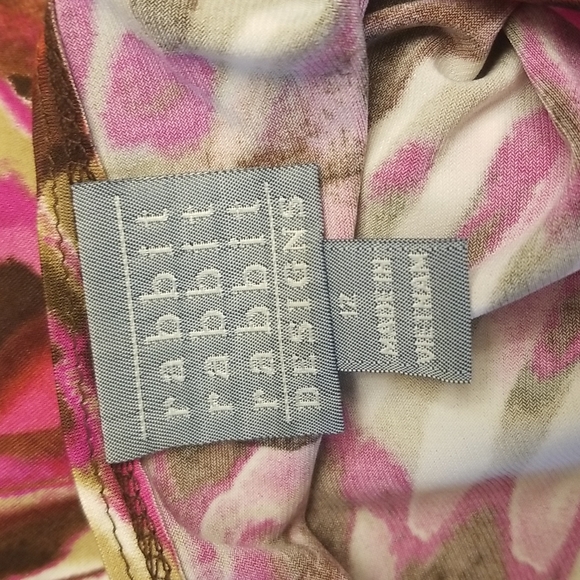 rabbit
rabbit
rabbit
DESIGNS
12
MADE IN
VIETNAM